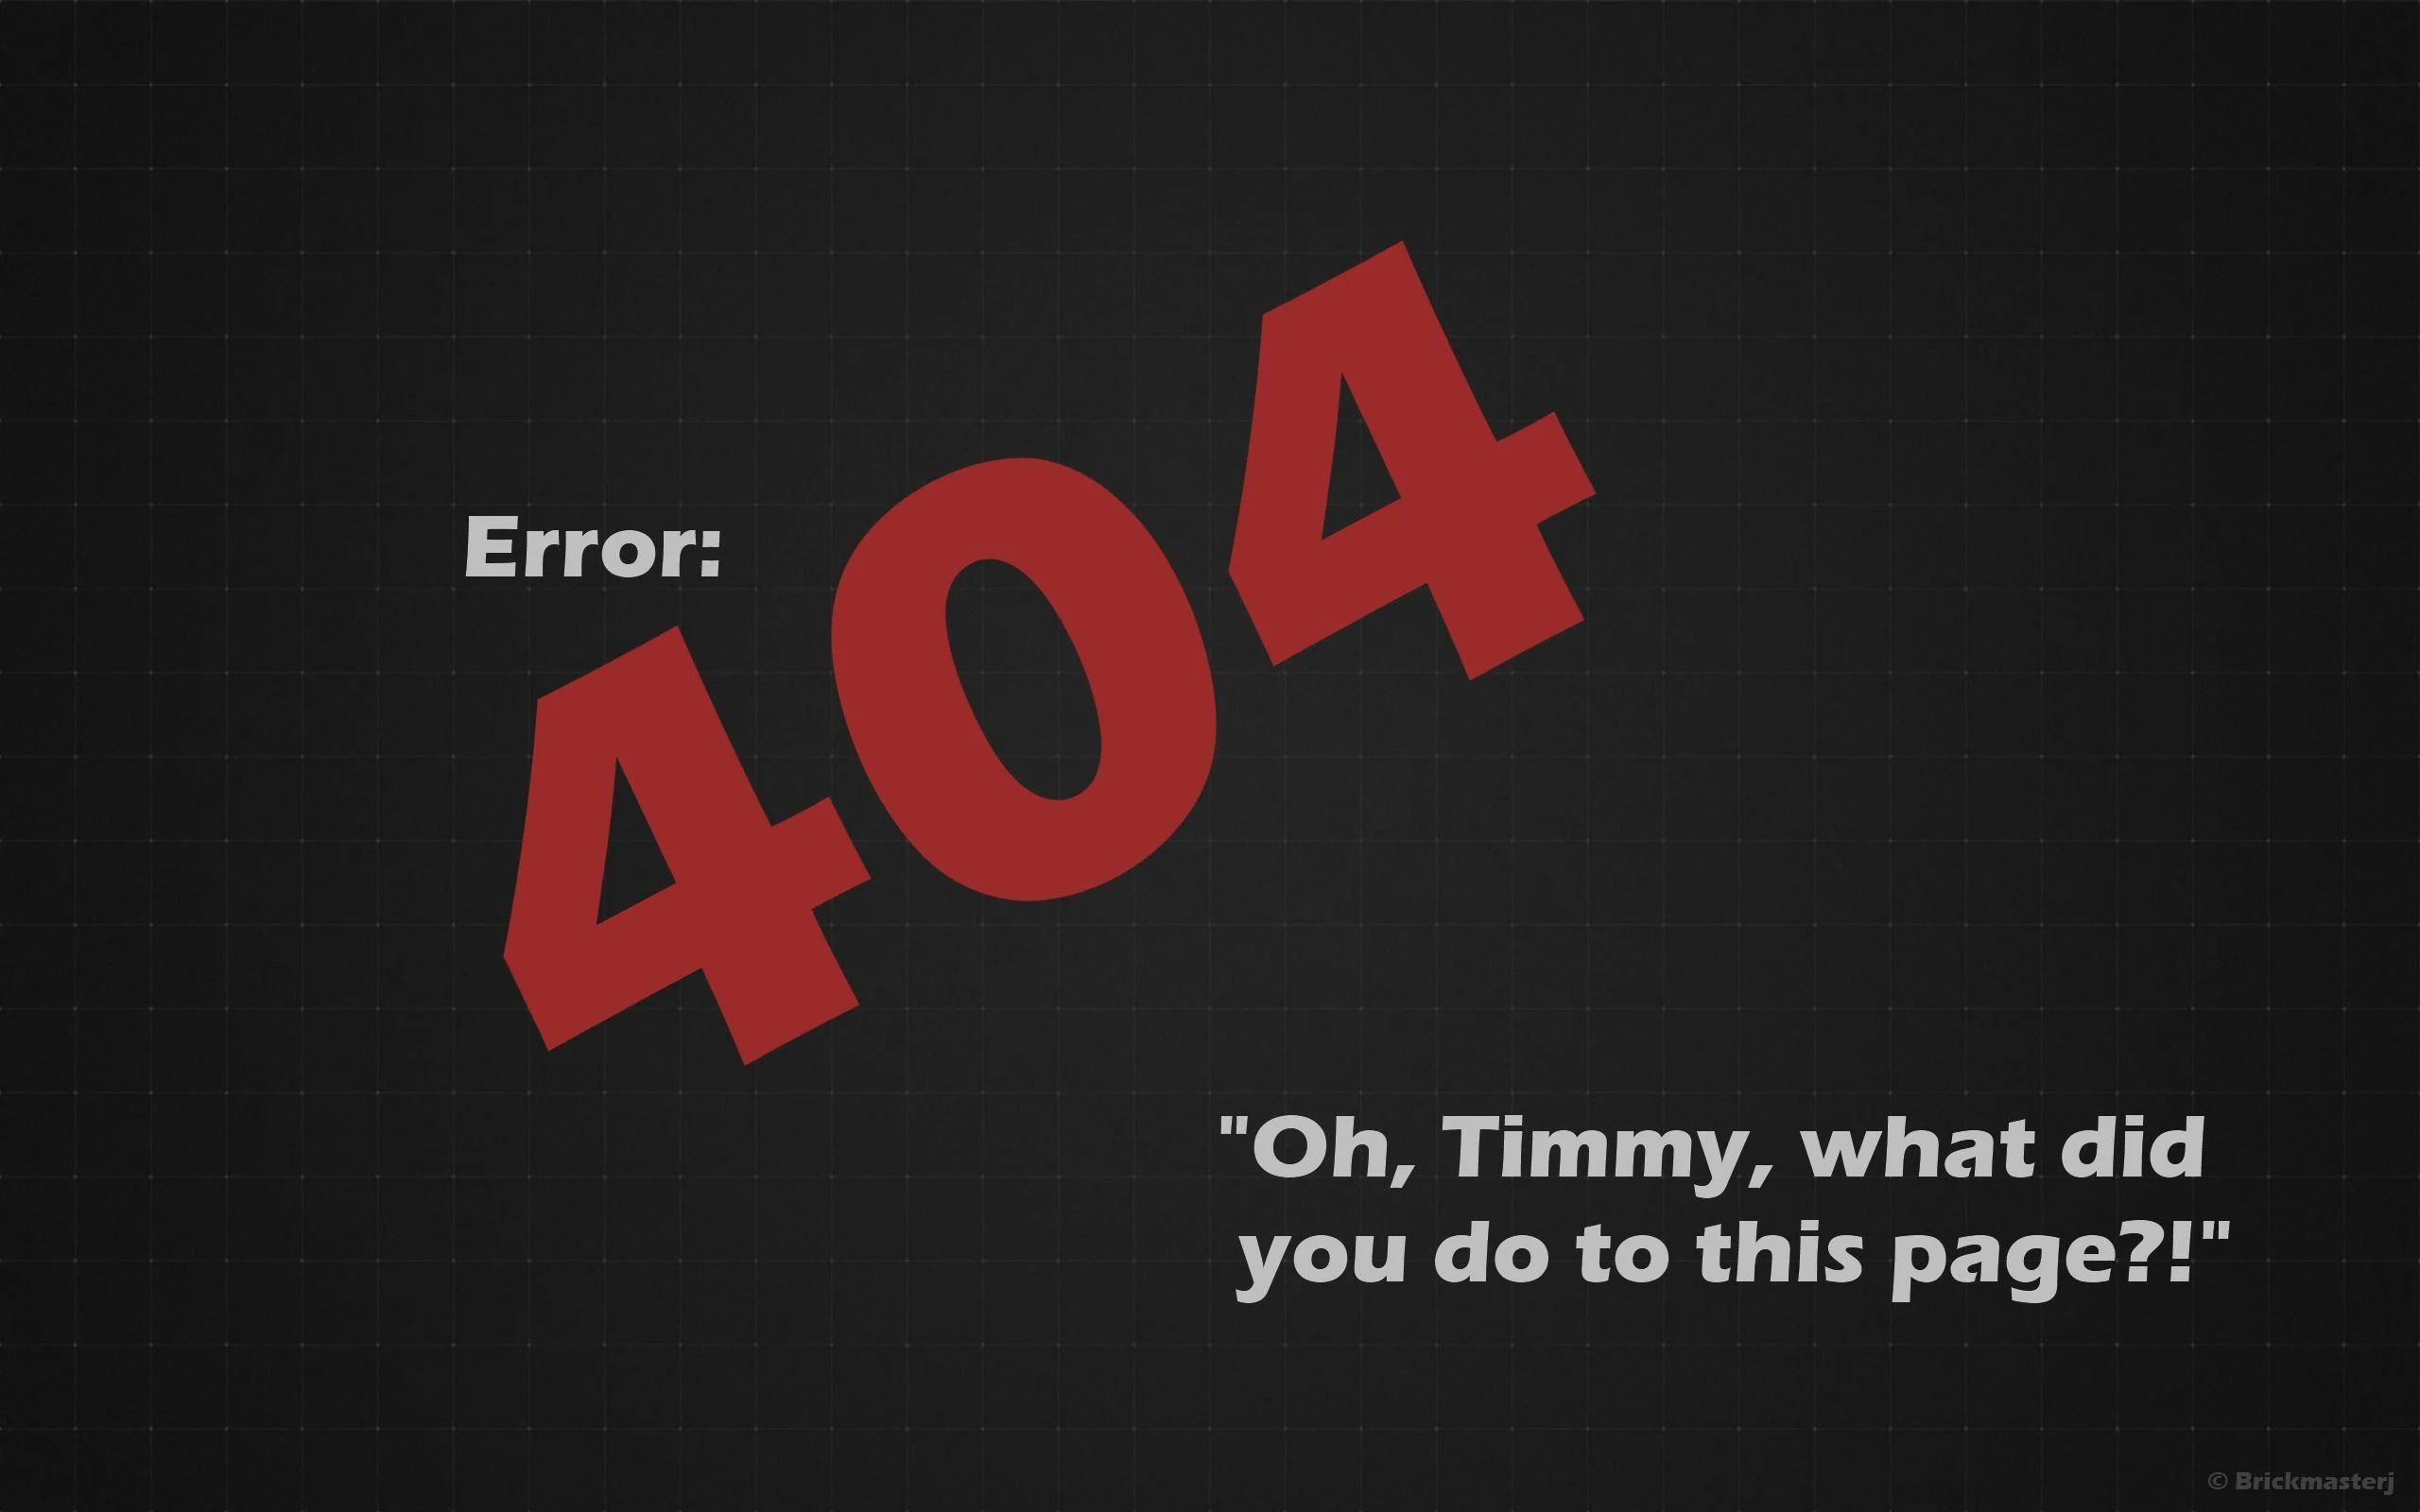 Error:
404
"Oh, Timmy, what did
you do to this page?!"
© Brickmasterj